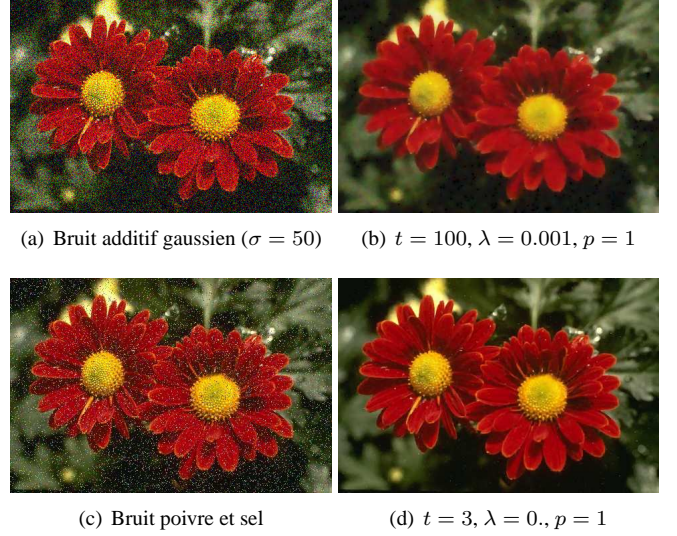 (a) Bruit additif gaussien (σ = 50)
(b) t = 100, λ = 0.001, p = 1
(c) Bruit poivre et sel
(d) t = 3, λ = 0., p = 1